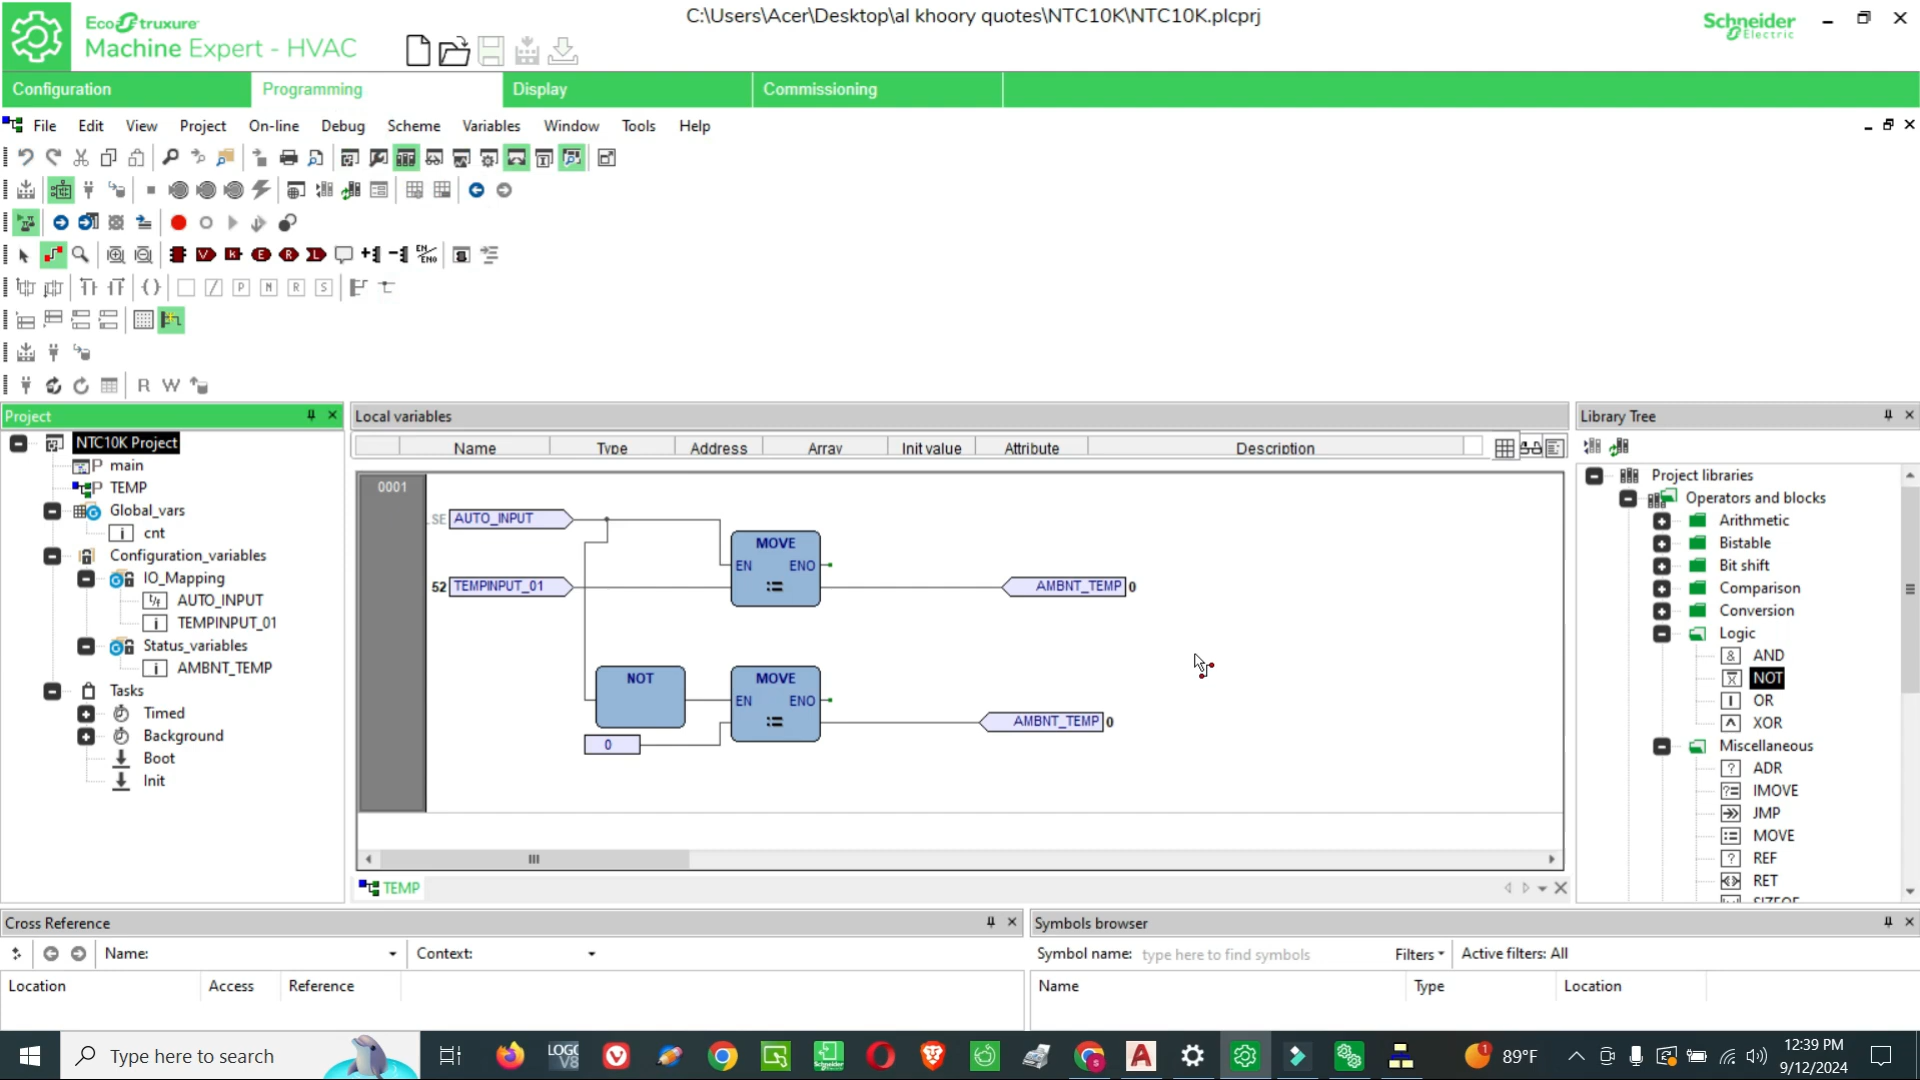 EcoStruxure
Machine Expert - HVAC
C:\Users\Acer\Desktop\al khoory quotes\NTC10K\NTC10K.plcprj
Schneider
Electric
Configuration
Programming
Display
Commissioning
File Edit View Project On-line Debug Scheme Variables Window Tools Help
EN/ENO
R W
Project
NTC10K Project
main
TEMP
Global_vars
cnt
Configuration_variables
IO_Mapping
AUTO_INPUT
TEMPINPUT_01
Status_variables
AMBNT_TEMP
Tasks
Timed
Background
Boot
Init
Local variables
Name Type Address Array Init value Attribute Description
0001
.SE AUTO_INPUT
MOVE
EN ENO
:=
52 TEMPINPUT_01
AMBNT_TEMP 0
NOT
MOVE
EN ENO
:=
0
AMBNT_TEMP 0
TEMP
Library Tree
Project libraries
Operators and blocks
Arithmetic
Bistable
Bit shift
Comparison
Conversion
Logic
& AND
NOT
OR
XOR
Miscellaneous
? ADR
?= IMOVE
JMP
:= MOVE
? REF
RET
SIZEOF
Cross Reference
Name: Context:
Location Access Reference
Symbols browser
Symbol name: type here to find symbols Filters Active filters: All
Name Type Location
Type here to search
LOGO!
V8
89°F
12:39 PM
9/12/2024